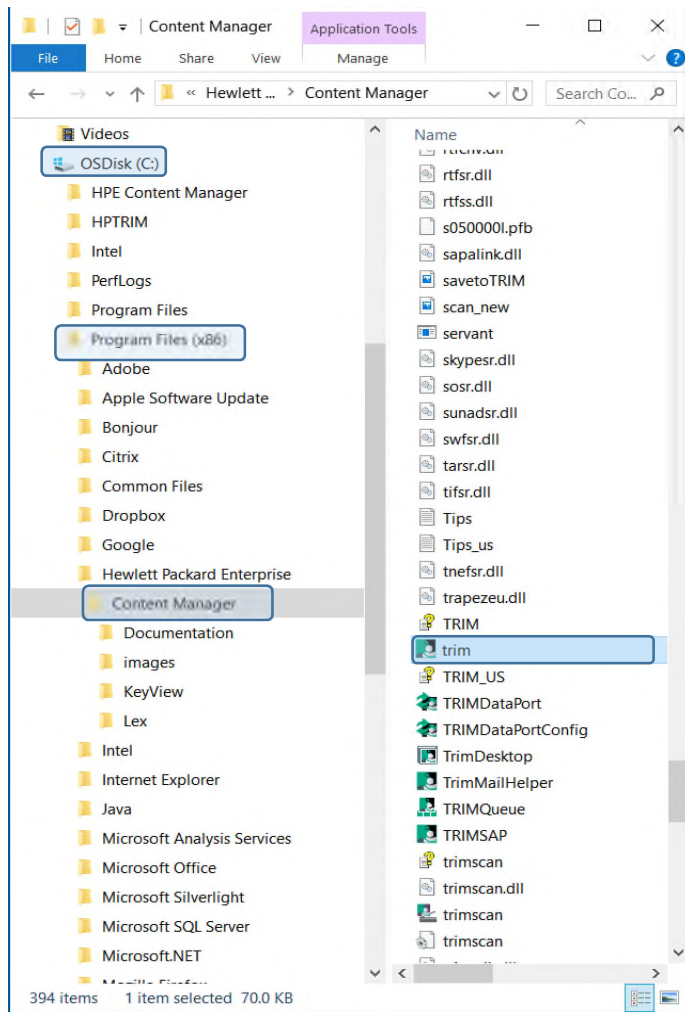 Content Manager
Application Tools
File
Home
Share
View
Manage
« Hewlett ... > Content Manager
Search Co...
Videos
OSDisk (C:)
HPE Content Manager
HPTRIM
Intel
PerfLogs
Program Files
Program Files (x86)
Adobe
Apple Software Update
Bonjour
Citrix
Common Files
Dropbox
Google
Hewlett Packard Enterprise
Content Manager
Documentation
images
KeyView
Lex
Intel
Internet Explorer
Java
Microsoft Analysis Services
Microsoft Office
Microsoft Silverlight
Microsoft SQL Server
Microsoft.NET
Name
rtfsr.dll
rtfss.dll
s050000l.pfb
sapalink.dll
savetoTRIM
scan_new
servant
skypesr.dll
sosr.dll
sunadsr.dll
swfsr.dll
tarsr.dll
tifsr.dll
Tips
Tips_us
tnefsr.dll
trapezeu.dll
TRIM
trim
TRIM_US
TRIMDataPort
TRIMDataPortConfig
TrimDesktop
TrimMailHelper
TRIMQueue
TRIMSAP
trimscan
trimscan.dll
trimscan
trimscan
394 items
1 item selected 70.0 KB